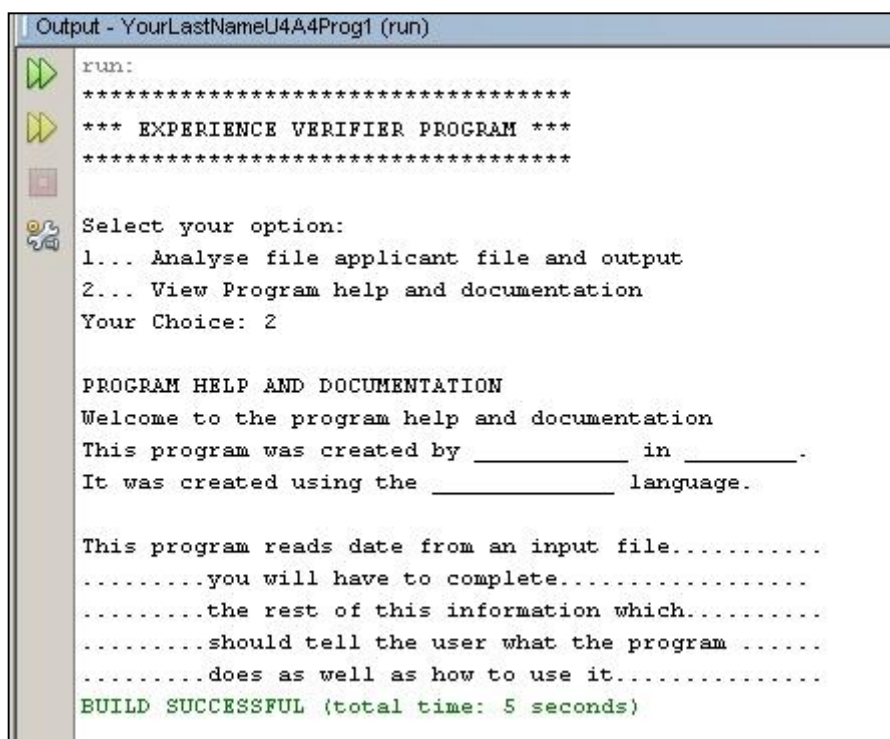 Output - YourLastNameU4A4Prog1 (run)
run:
***********************************
*** EXPERIENCE VERIFIER PROGRAM ***
***********************************
Select your option:
1... Analyse file applicant file and output
2... View Program help and documentation
Your Choice: 2
PROGRAM HELP AND DOCUMENTATION
Welcome to the program help and documentation
This program was created by ___________ in ________.
It was created using the _____________ language.
This program reads date from an input file...........
.........you will have to complete..................
.........the rest of this information which..........
.........should tell the user what the program ......
.........does as well as how to use it...............
BUILD SUCCESSFUL (total time: 5 seconds)